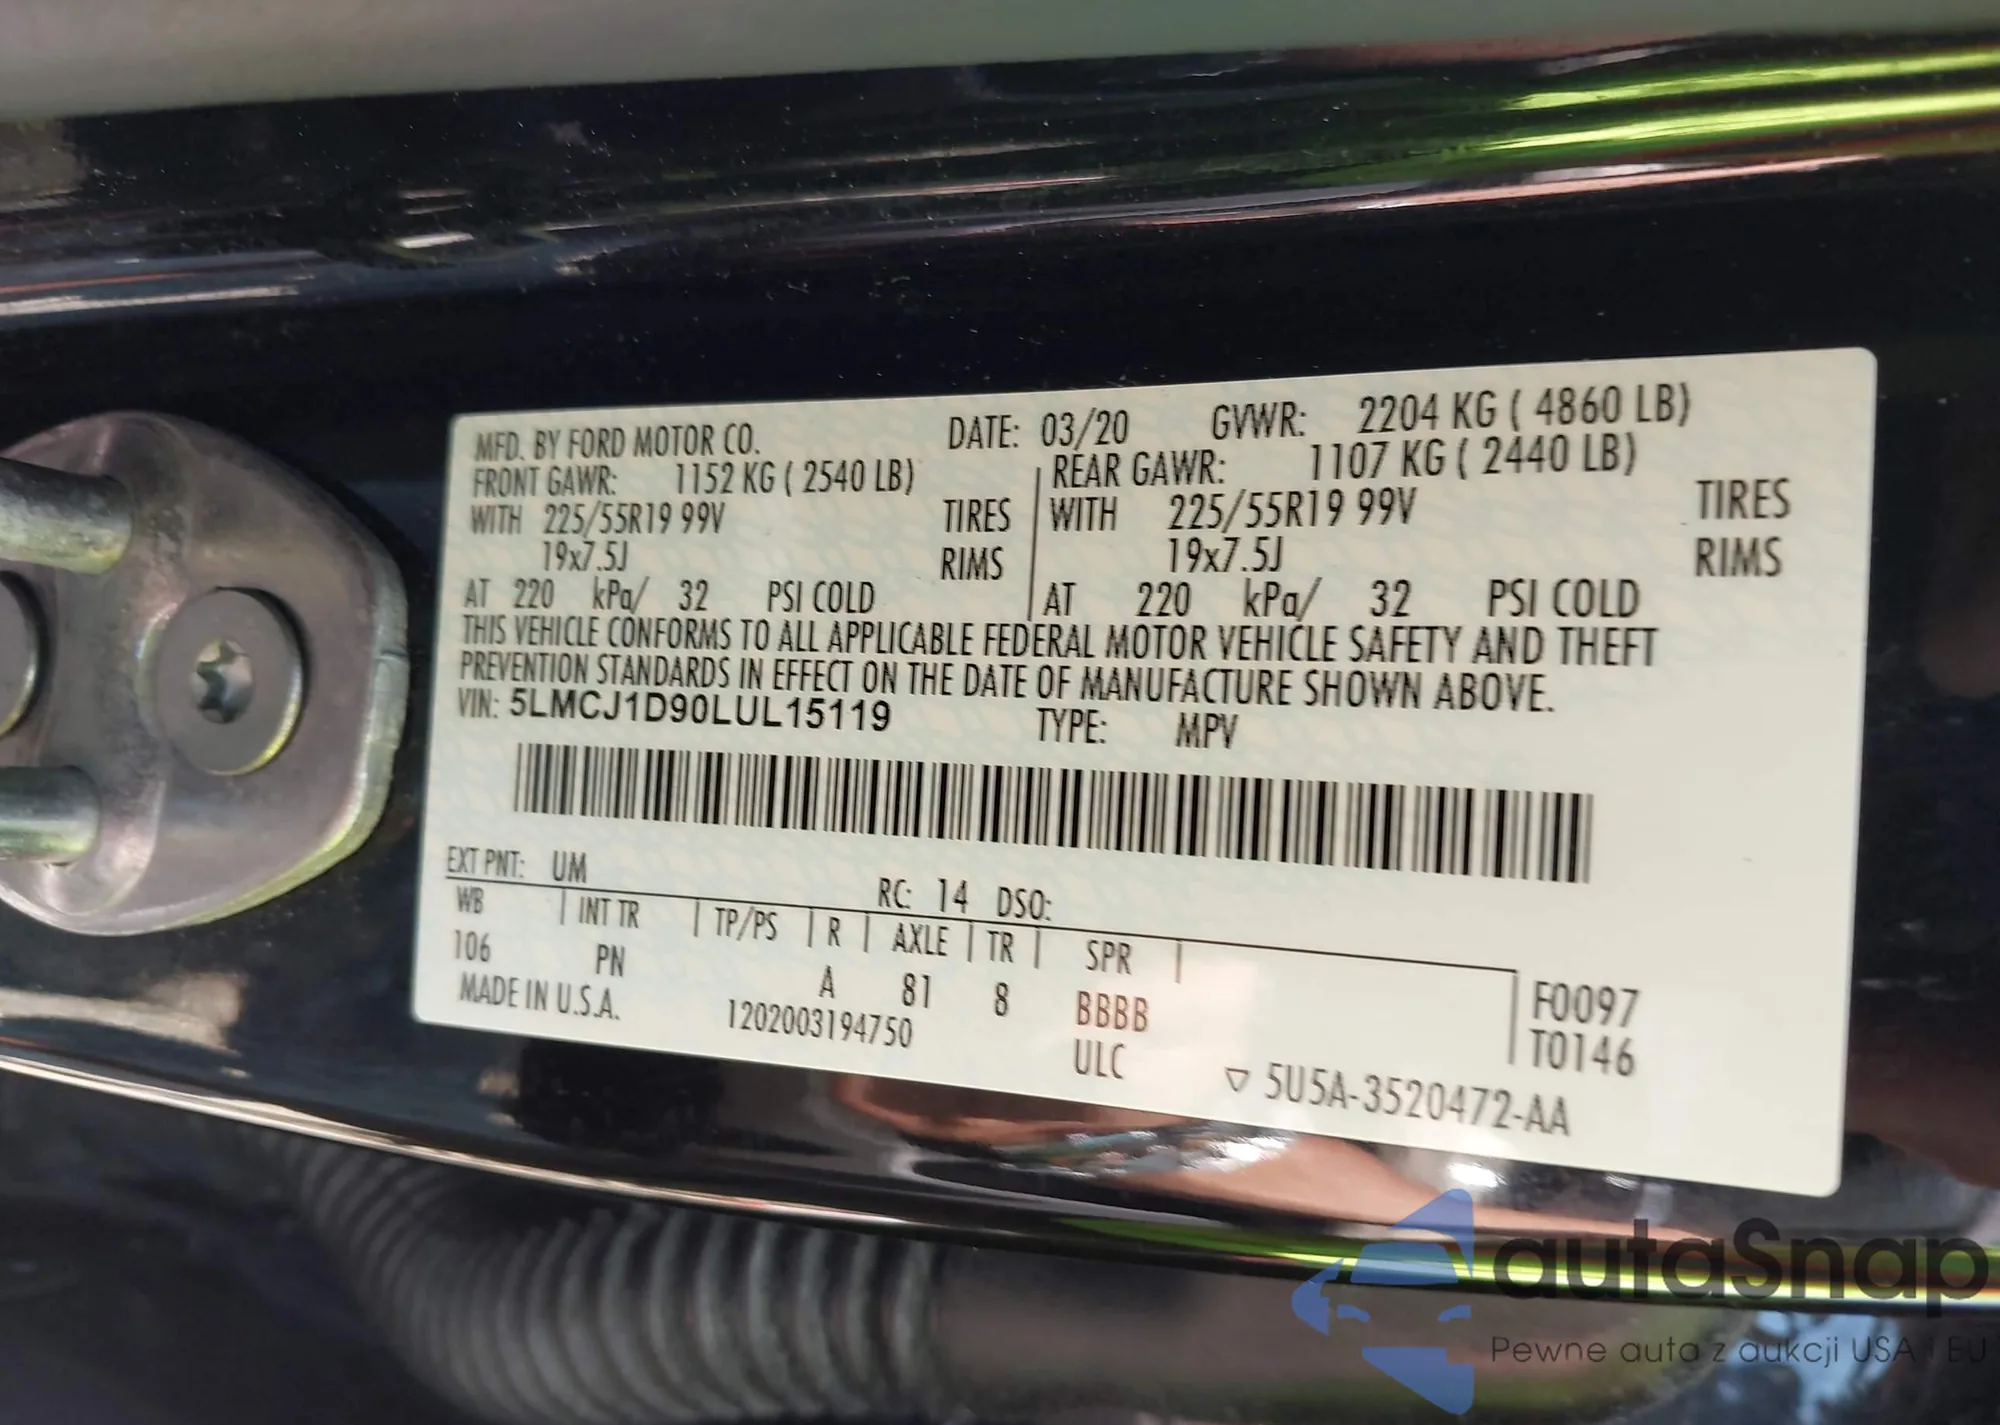 MFD. BY FORD MOTOR CO. DATE: 03/20 GVWR: 2204 KG ( 4860 LB)
FRONT GAWR: 1152 KG ( 2540 LB) REAR GAWR: 1107 KG ( 2440 LB)
WITH 225/55R19 99V TIRES WITH 225/55R19 99V TIRES
19x7.5J RIMS 19x7.5J RIMS
AT 220 kPa/ 32 PSI COLD AT 220 kPa/ 32 PSI COLD
THIS VEHICLE CONFORMS TO ALL APPLICABLE FEDERAL MOTOR VEHICLE SAFETY AND THEFT
PREVENTION STANDARDS IN EFFECT ON THE DATE OF MANUFACTURE SHOWN ABOVE.
VIN: 5LMCJ1D90LUL15119 TYPE: MPV
EXT PNT: UM RC: 14 DSO:
WB INT TR TP/PS R AXLE TR SPR
106 PN A 81 8 BBBB F0097
MADE IN U.S.A. 1202003194750 ULC T0146
▽ 5U5A-3520472-AA
autaSnap
Pewne auta z aukcji USA i EU